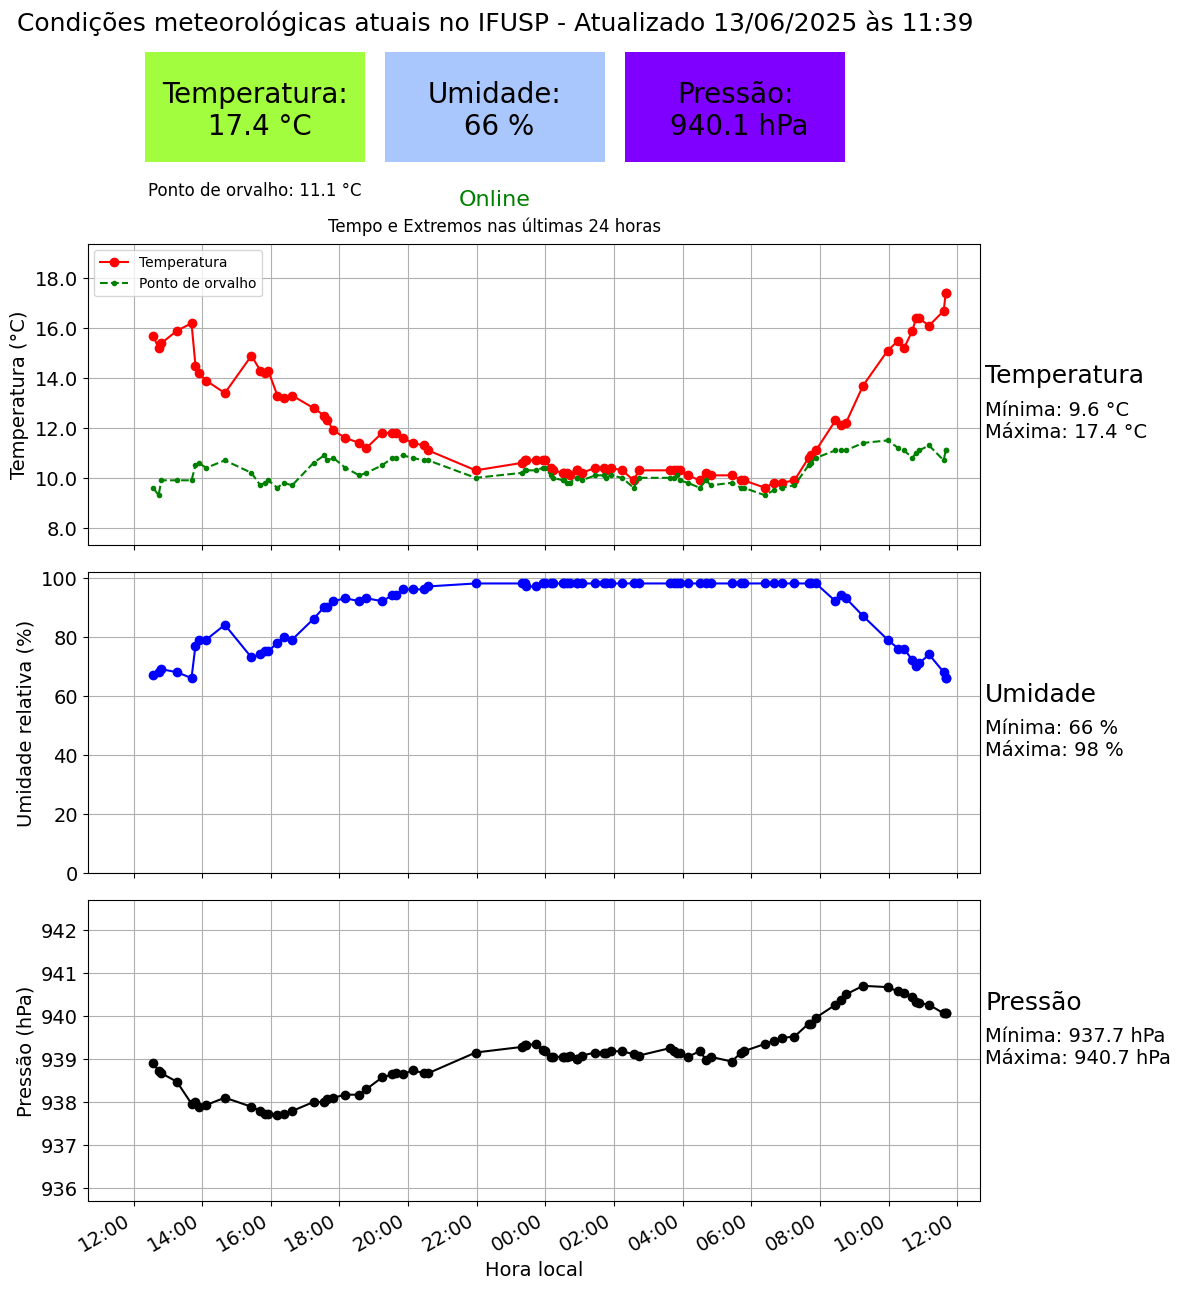 Condições meteorológicas atuais no IFUSP - Atualizado 13/06/2025 às 11:39
Temperatura:
17.4 °C
Umidade:
66 %
Pressão:
940.1 hPa
Ponto de orvalho: 11.1 °C
Online
Tempo e Extremos nas últimas 24 horas
Temperatura
Ponto de orvalho
Temperatura (°C)
18.0
16.0
14.0
12.0
10.0
8.0
Temperatura
Mínima: 9.6 °C
Máxima: 17.4 °C
Umidade relativa (%)
100
80
60
40
20
0
Umidade
Mínima: 66 %
Máxima: 98 %
Pressão (hPa)
942
941
940
939
938
937
936
Pressão
Mínima: 937.7 hPa
Máxima: 940.7 hPa
12:00 14:00 16:00 18:00 20:00 22:00 00:00 02:00 04:00 06:00 08:00 10:00 12:00
Hora local